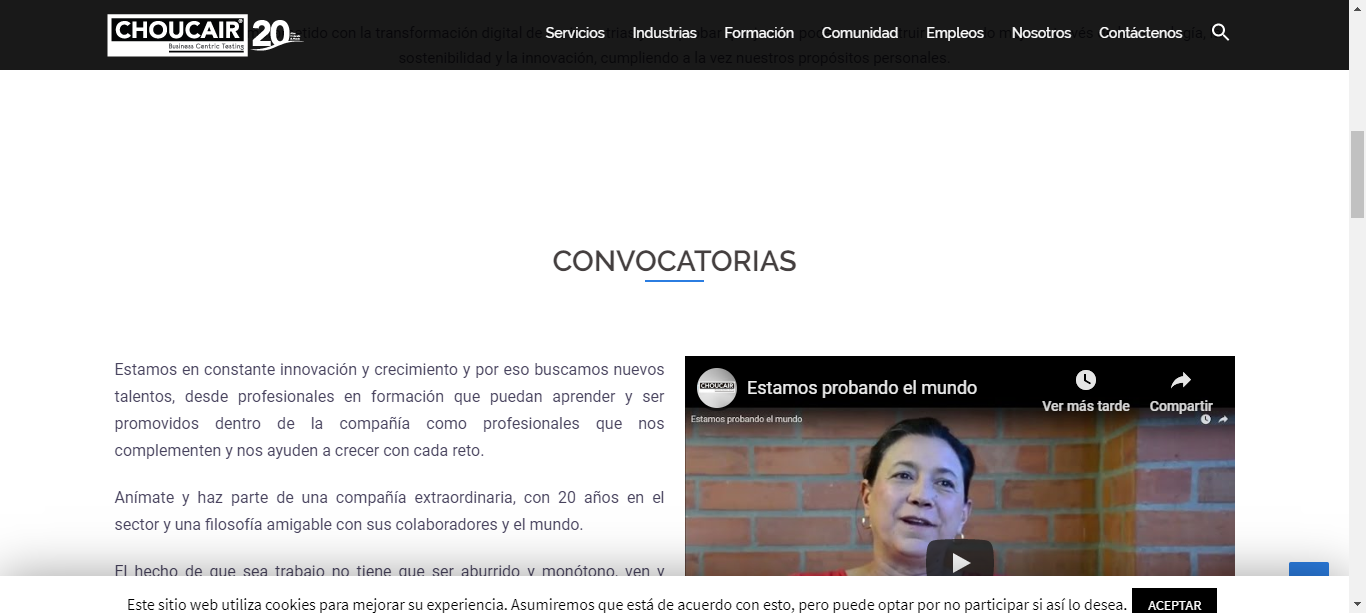 CHOUCAIR
Business Centric Testing
20
Servicios Industrias Formación Comunidad Empleos Nosotros Contáctenos
con la transformación digital de
sostenibilidad y la innovación, cumpliendo a la vez nuestros propósitos personales.
CONVOCATORIAS
Estamos en constante innovación y crecimiento y por eso buscamos nuevos
talentos, desde profesionales en formación que puedan aprender y ser
promovidos dentro de la compañía como profesionales que nos
complementen y nos ayuden a crecer con cada reto.
Anímate y haz parte de una compañía extraordinaria, con 20 años en el
sector y una filosofía amigable con sus colaboradores y el mundo.
El hecho de que sea trabajo no tiene que ser aburrido y monótono, ven y
CHOUCAIR
Estamos probando el mundo
Ver más tarde Compartir
Estamos probando el mundo
Este sitio web utiliza cookies para mejorar su experiencia. Asumiremos que está de acuerdo con esto, pero puede optar por no participar si así lo desea. ACEPTAR